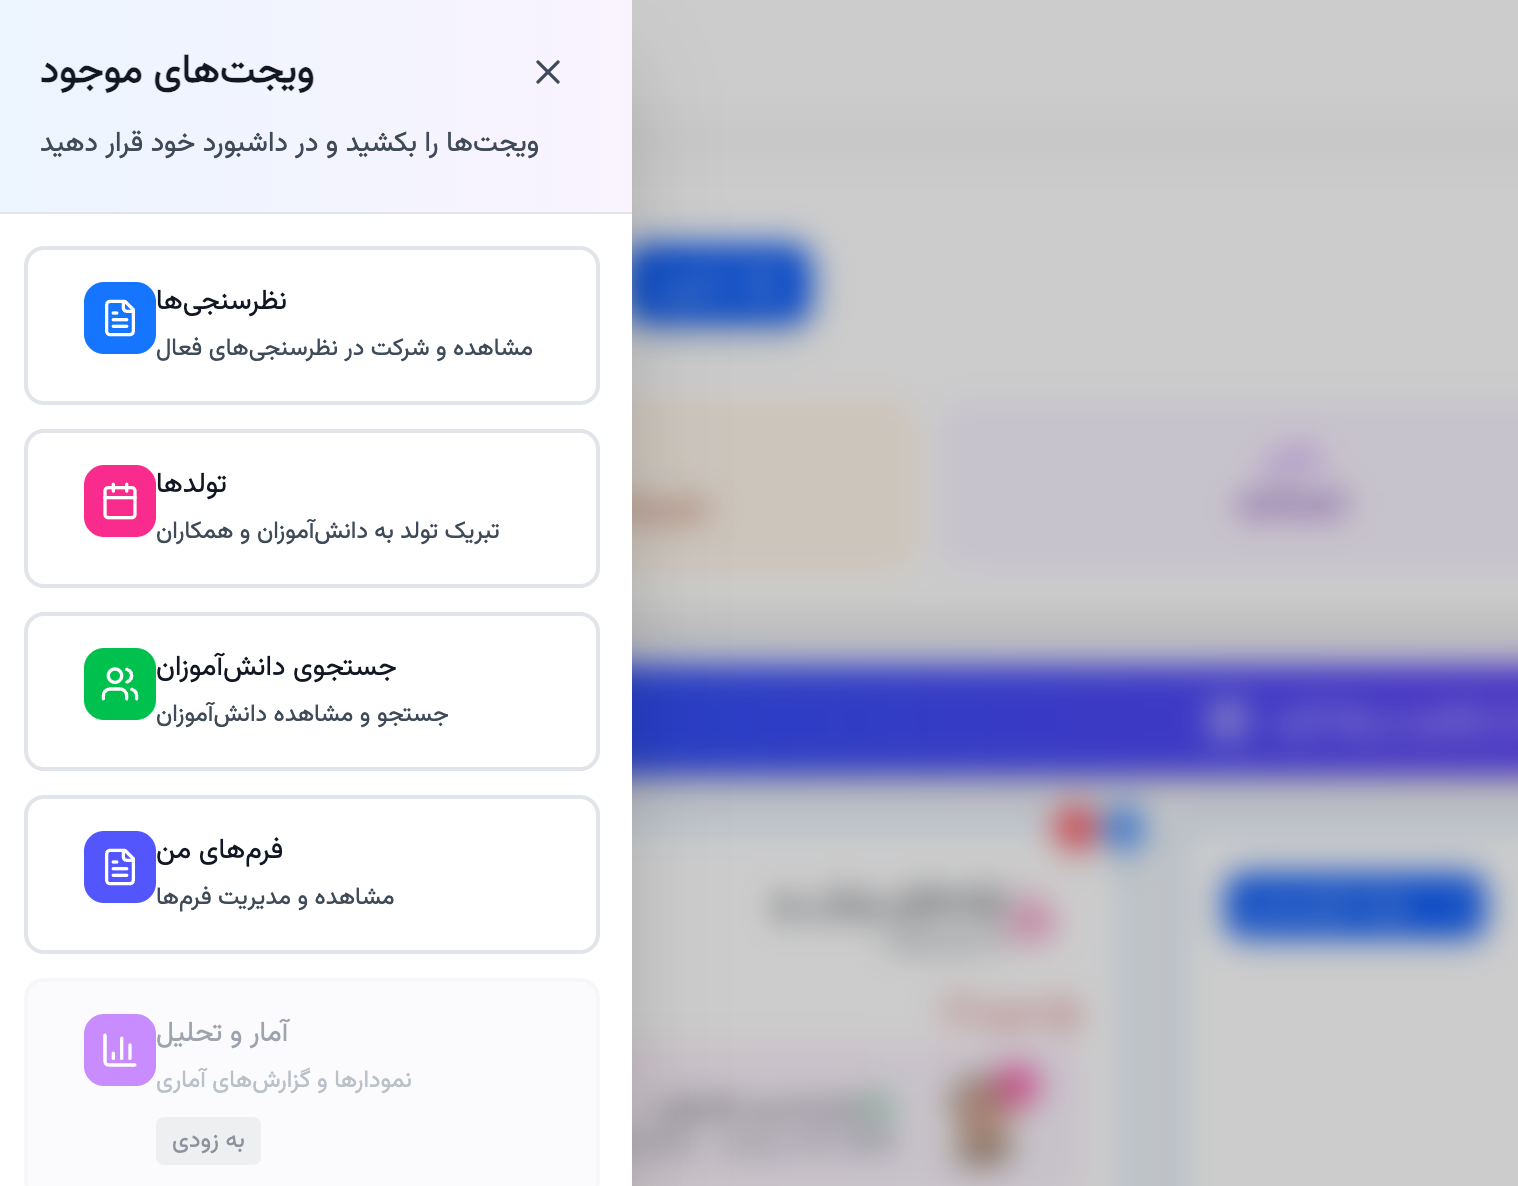 ویجت‌های موجود
ویجت‌ها را بکشید و در داشبورد خود قرار دهید
نظرسنجی‌ها
مشاهده و شرکت در نظرسنجی‌های فعال
تولدها
تبریک تولد به دانش‌آموزان و همکاران
جستجوی دانش‌آموزان
جستجو و مشاهده دانش‌آموزان
فرم‌های من
مشاهده و مدیریت فرم‌ها
آمار و تحلیل
نمودارها و گزارش‌های آماری
به زودی